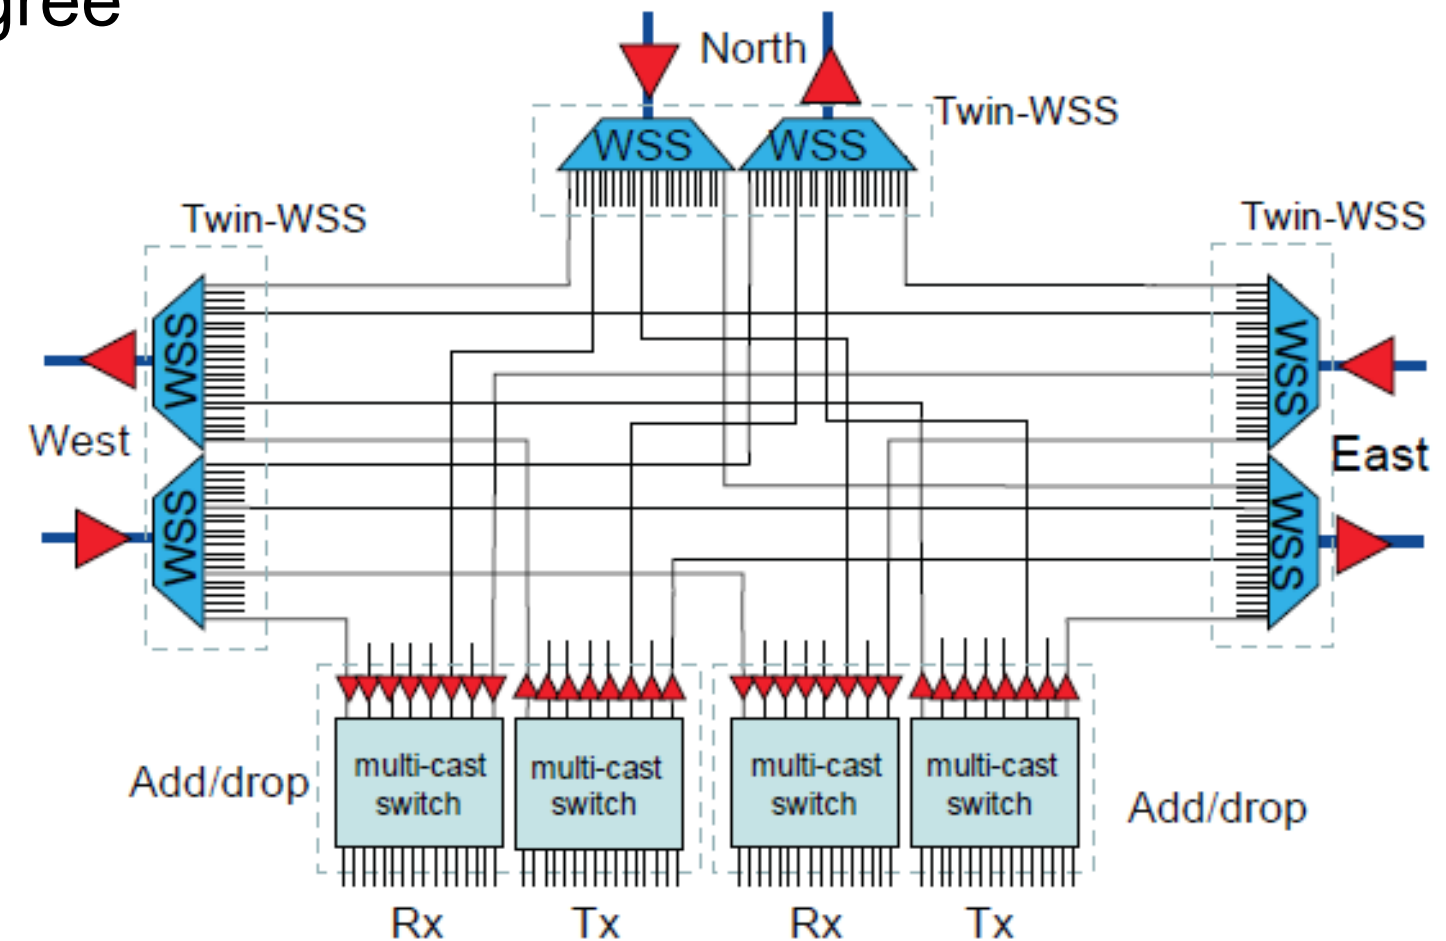 gree
North
Twin-WSS
WSS
WSS
Twin-WSS
Twin-WSS
WSS
WSS
West
East
WSS
WSS
multi-cast
switch
multi-cast
switch
multi-cast
switch
multi-cast
switch
Add/drop
Add/drop
Rx
Tx
Rx
Tx